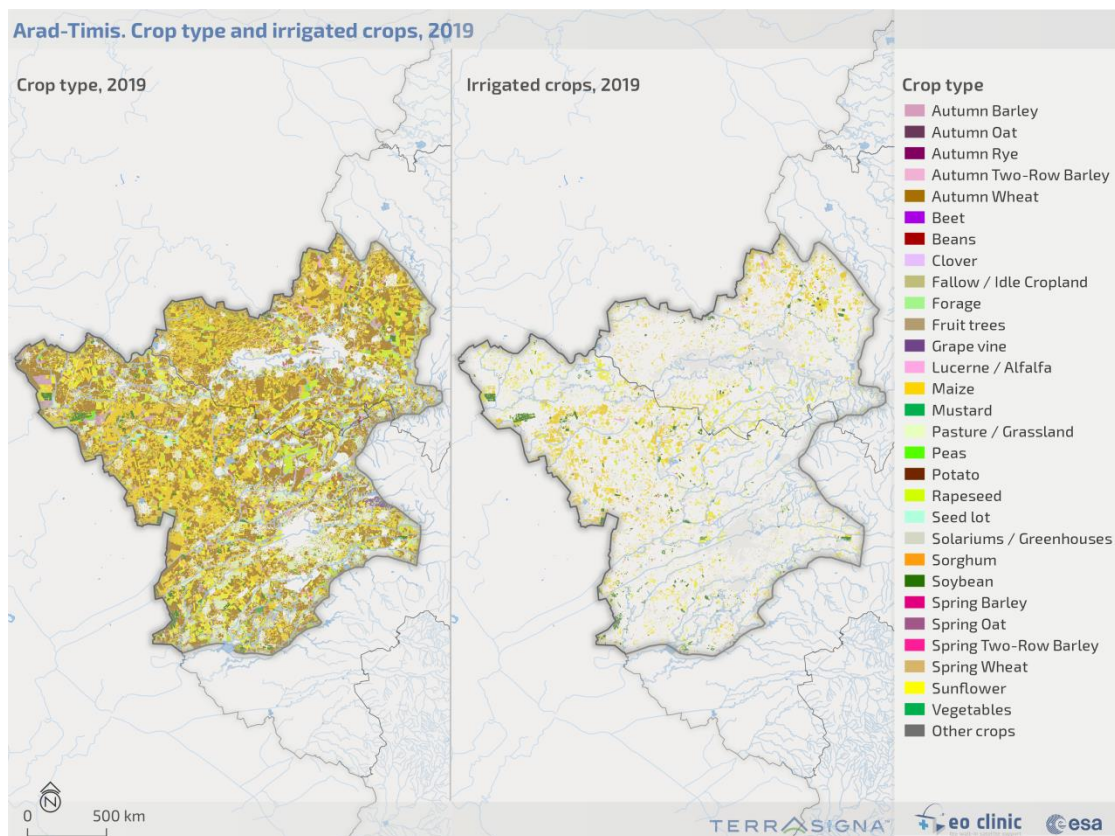 Arad-Timis. Crop type and irrigated crops, 2019
Crop type, 2019
Irrigated crops, 2019
Crop type
Autumn Barley
Autumn Oat
Autumn Rye
Autumn Two-Row Barley
Autumn Wheat
Beet
Beans
Clover
Fallow / Idle Cropland
Forage
Fruit trees
Grape vine
Lucerne / Alfalfa
Maize
Mustard
Pasture / Grassland
Peas
Potato
Rapeseed
Seed lot
Solariums / Greenhouses
Sorghum
Soybean
Spring Barley
Spring Oat
Spring Two-Row Barley
Spring Wheat
Sunflower
Vegetables
Other crops
N
0 500 km
TERRASIGNA
eo clinic
esa